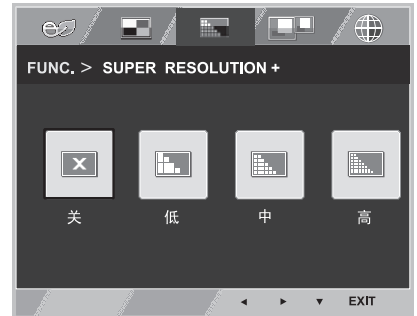 FUNC. > SUPER RESOLUTION +
关 低 中 高
EXIT